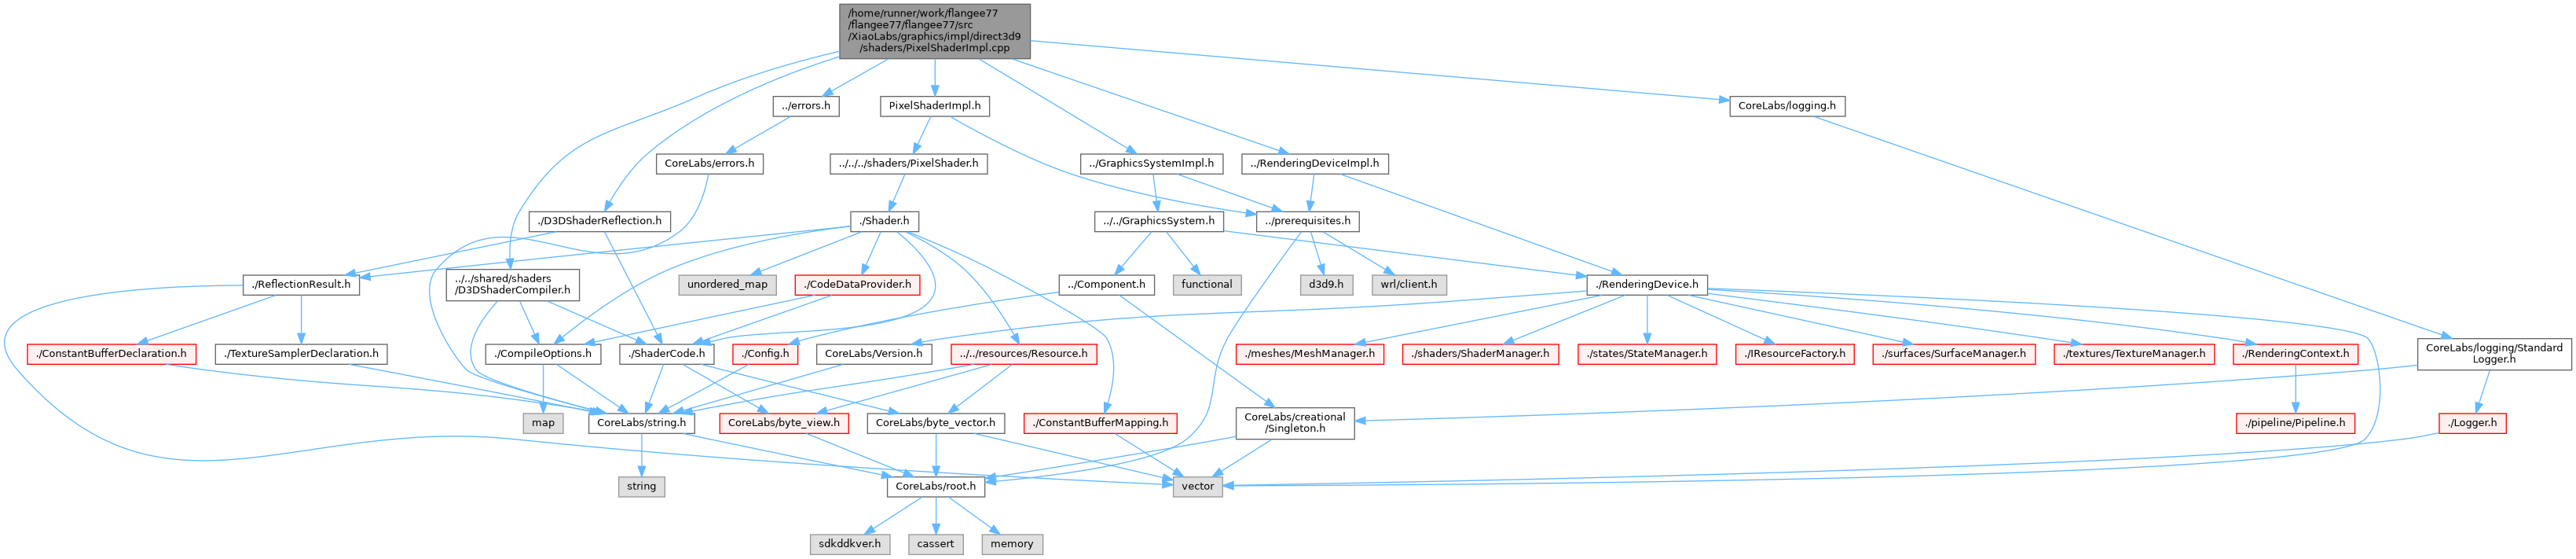 /home/runner/work/flangee77
/flangee77/flangee77/src
/XiaoLabs/graphics/impl/direct3d9
/shaders/PixelShaderImpl.cpp
../errors.h
PixelShaderImpl.h
CoreLabs/logging.h
CoreLabs/errors.h
../../../shaders/PixelShader.h
../GraphicsSystemImpl.h
../RenderingDeviceImpl.h
./D3DShaderReflection.h
./Shader.h
../../GraphicsSystem.h
../prerequisites.h
./ReflectionResult.h
../../shared/shaders
/D3DShaderCompiler.h
unordered_map
./CodeDataProvider.h
../Component.h
functional
d3d9.h
wrl/client.h
./RenderingDevice.h
./ConstantBufferDeclaration.h
./TextureSamplerDeclaration.h
./CompileOptions.h
./ShaderCode.h
./Config.h
CoreLabs/Version.h
../../resources/Resource.h
./meshes/MeshManager.h
./shaders/ShaderManager.h
./states/StateManager.h
./IResourceFactory.h
./surfaces/SurfaceManager.h
./textures/TextureManager.h
./RenderingContext.h
CoreLabs/logging/Standard
Logger.h
map
CoreLabs/string.h
CoreLabs/byte_view.h
CoreLabs/byte_vector.h
./ConstantBufferMapping.h
CoreLabs/creational
/Singleton.h
./pipeline/Pipeline.h
./Logger.h
string
CoreLabs/root.h
vector
sdkddkver.h
cassert
memory